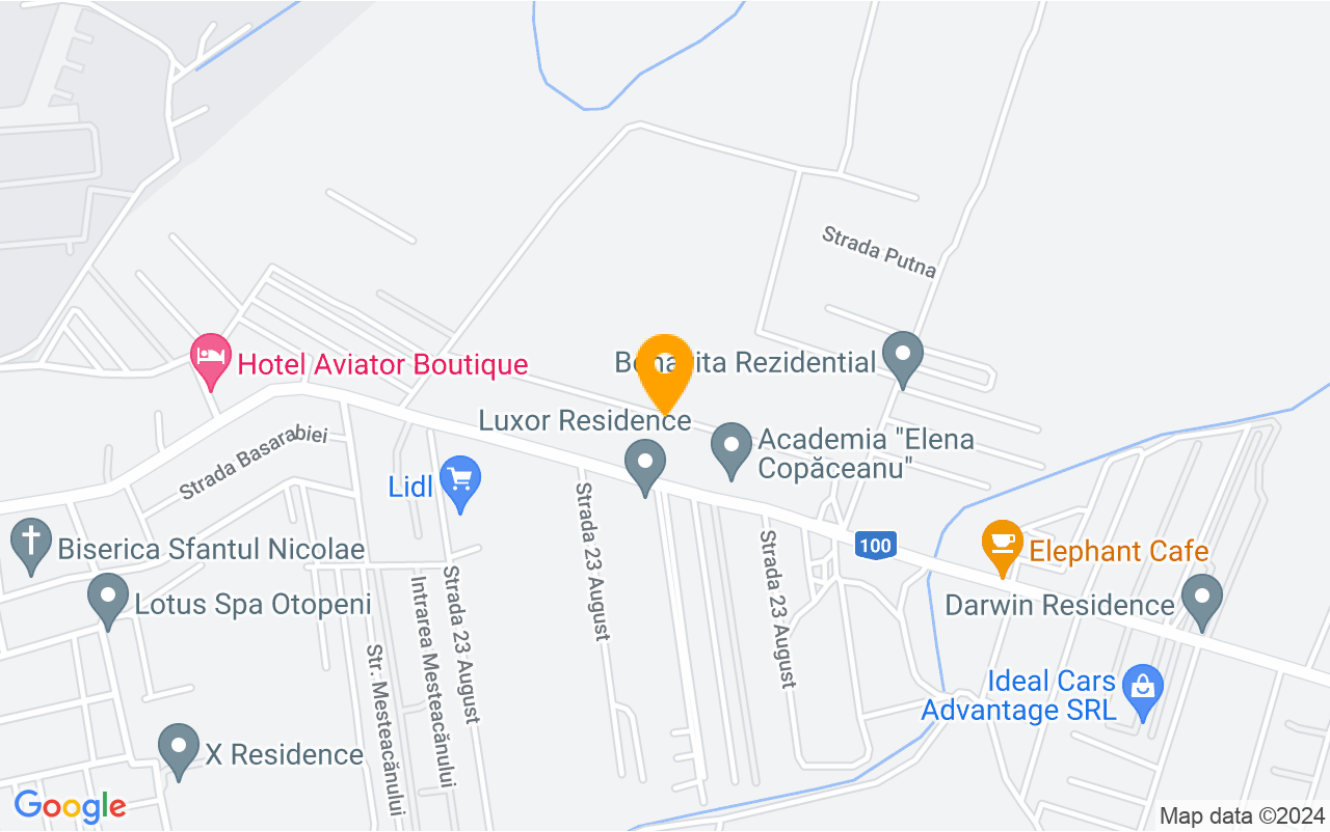 Strada Putna
Hotel Aviator Boutique
Rezidential
Luxor Residence
Academia "Elena
Copăceanu"
Strada Basarabiei
Lidl
Strada 23 August
Strada 23 August
100
Biserica Sfantul Nicolae
Elephant Cafe
Lotus Spa Otopeni
Intrarea Mesteacănului
Strada 23 August
Darwin Residence
Str. Mesteacănului
Ideal Cars
Advantage SRL
X Residence
Google
Map data ©2024